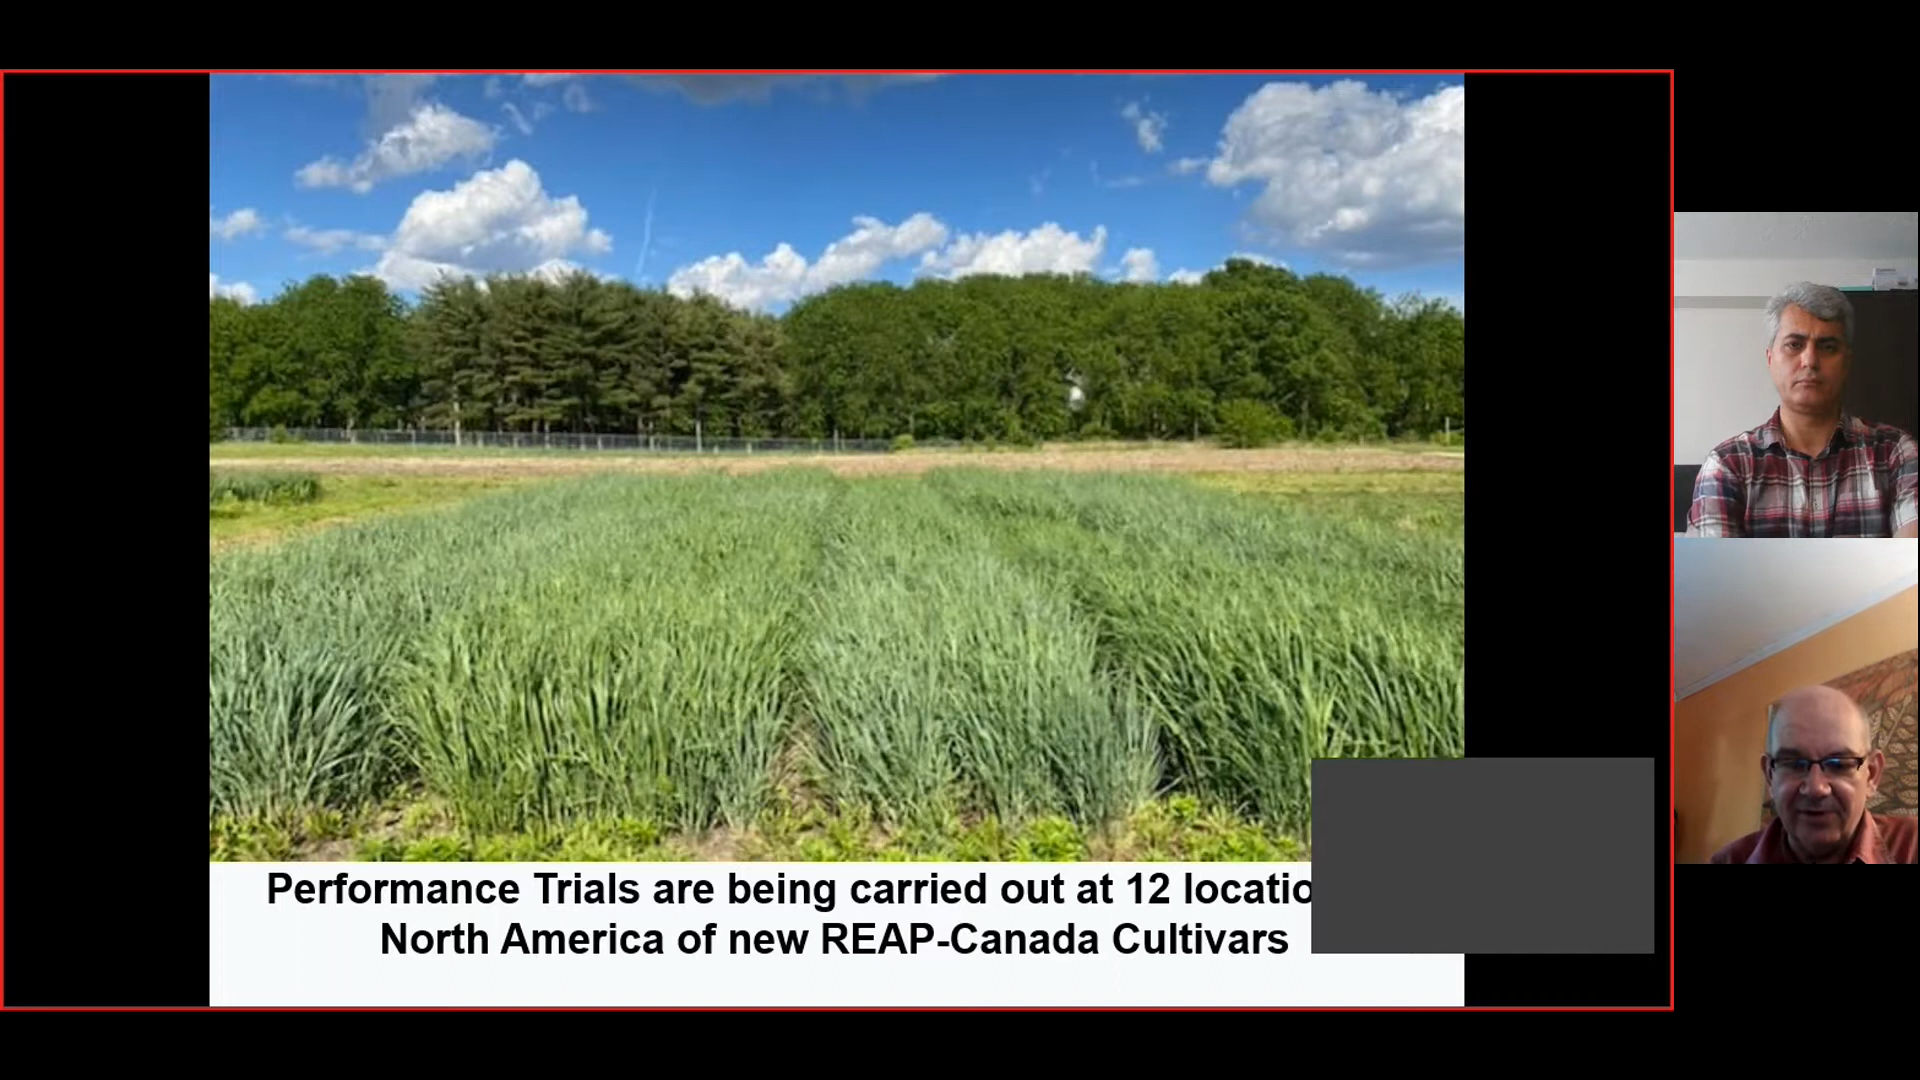 Performance Trials are being carried out at 12
North America of new REAP-Canada Cultivars